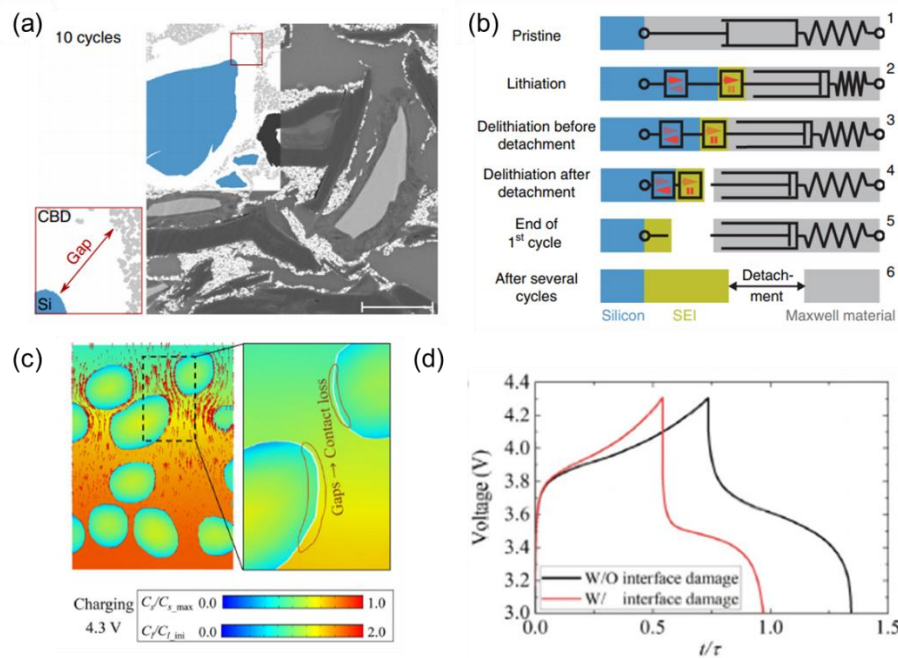 (a)
10 cycles
CBD
Gap
Si
(b)
Pristine
1
Lithiation
2
Delithiation before
detachment
3
Delithiation after
detachment
4
End of
1st cycle
5
After several
cycles
Detach-
ment
6
Silicon
SEI
Maxwell material
(c)
Gaps → Contact loss
Charging
4.3 V
Cs/Cs_max
0.0
1.0
Cl/Cl_ini
0.0
2.0
(d)
Voltage (V)
4.4
4.2
4.0
3.8
3.6
3.4
3.2
3.0
W/O interface damage
W/ interface damage
0.0
0.5
1.0
1.5
t/τ